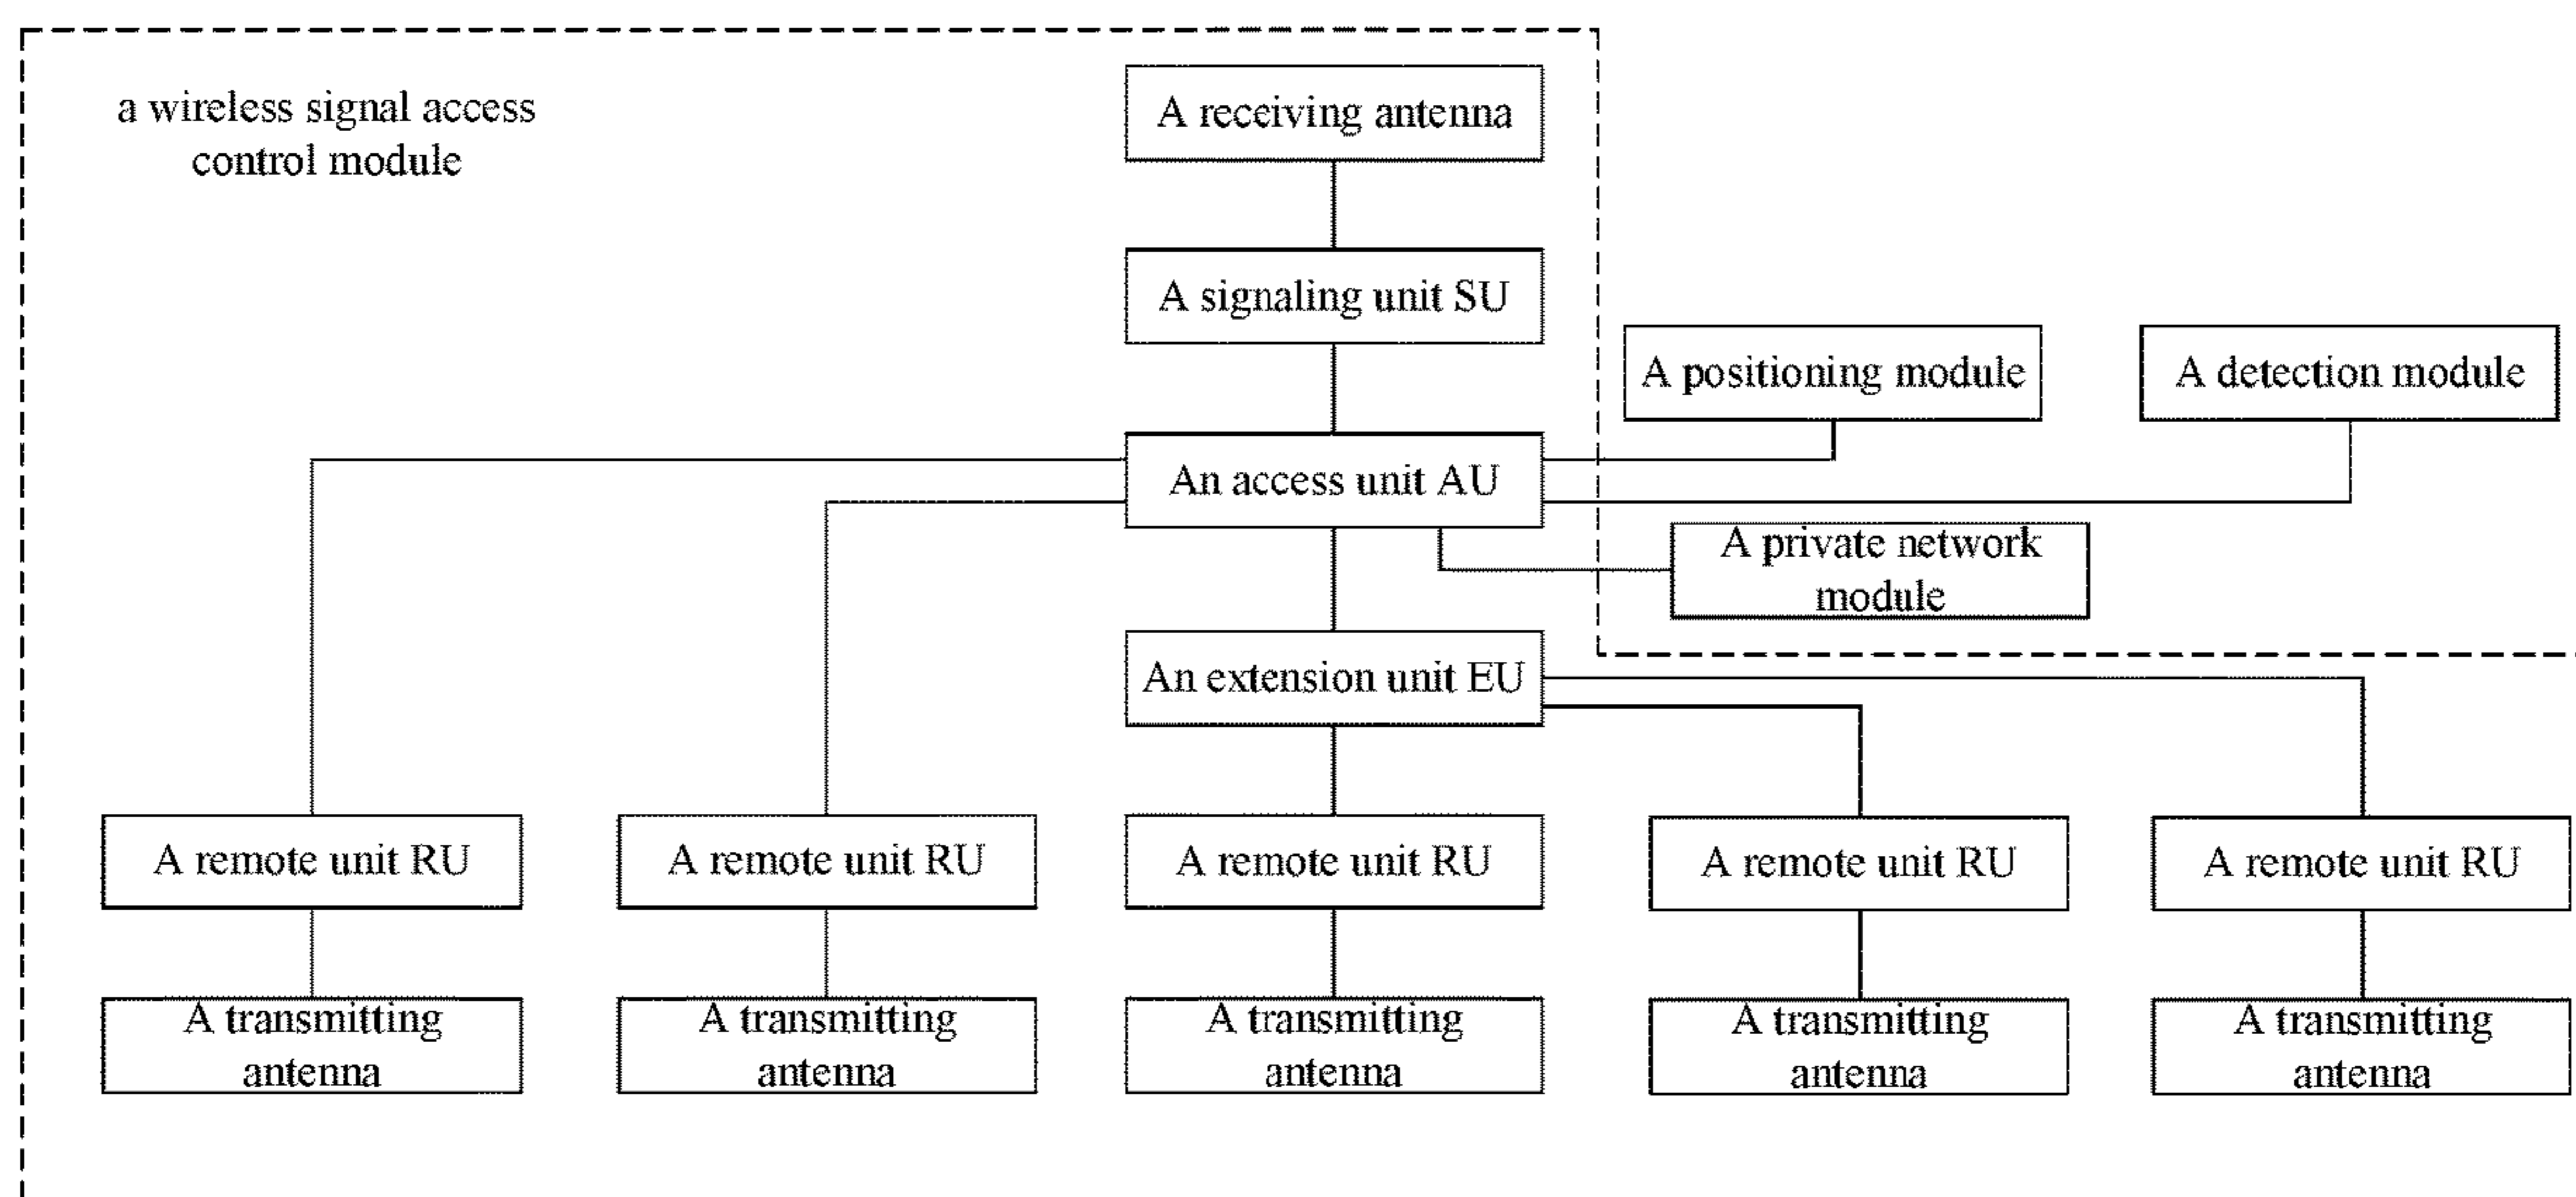 a wireless signal access
control module
A receiving antenna
A signaling unit SU
A positioning module
A detection module
An access unit AU
A private network
module
An extension unit EU
A remote unit RU
A remote unit RU
A remote unit RU
A remote unit RU
A remote unit RU
A transmitting
antenna
A transmitting
antenna
A transmitting
antenna
A transmitting
antenna
A transmitting
antenna